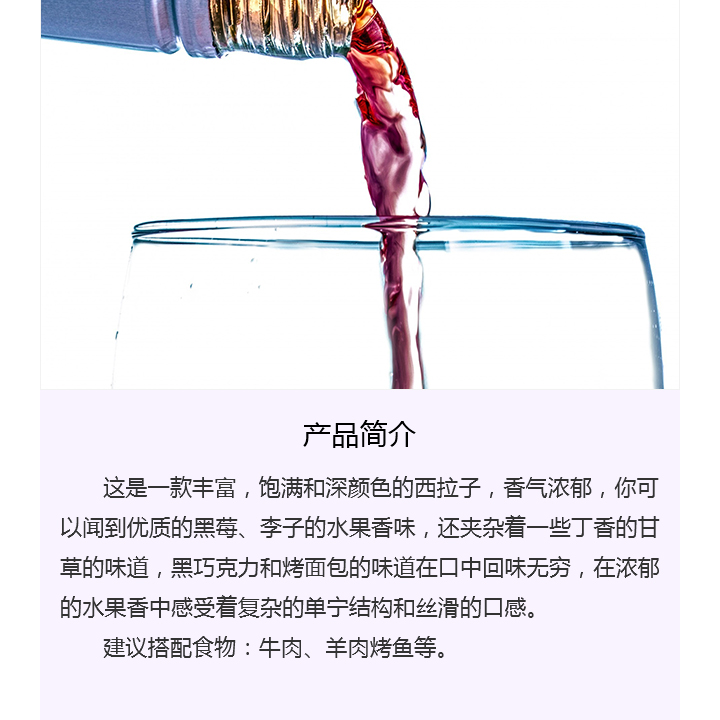 产品简介
这是一款丰富，饱满和深颜色的西拉子，香气浓郁，你可
以闻到优质的黑莓、李子的水果香味，还夹杂着一些丁香的甘
草的味道，黑巧克力和烤面包的味道在口中回味无穷，在浓郁
的水果香中感受着复杂的单宁结构和丝滑的口感。
建议搭配食物：牛肉、羊肉烤鱼等。